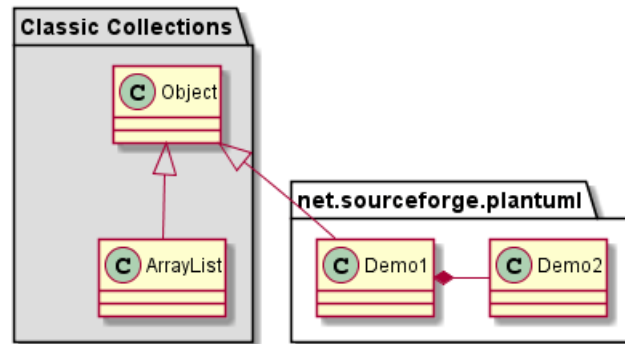 Classic Collections
C Object
net.sourceforge.plantuml
C ArrayList
C Demo1
C Demo2